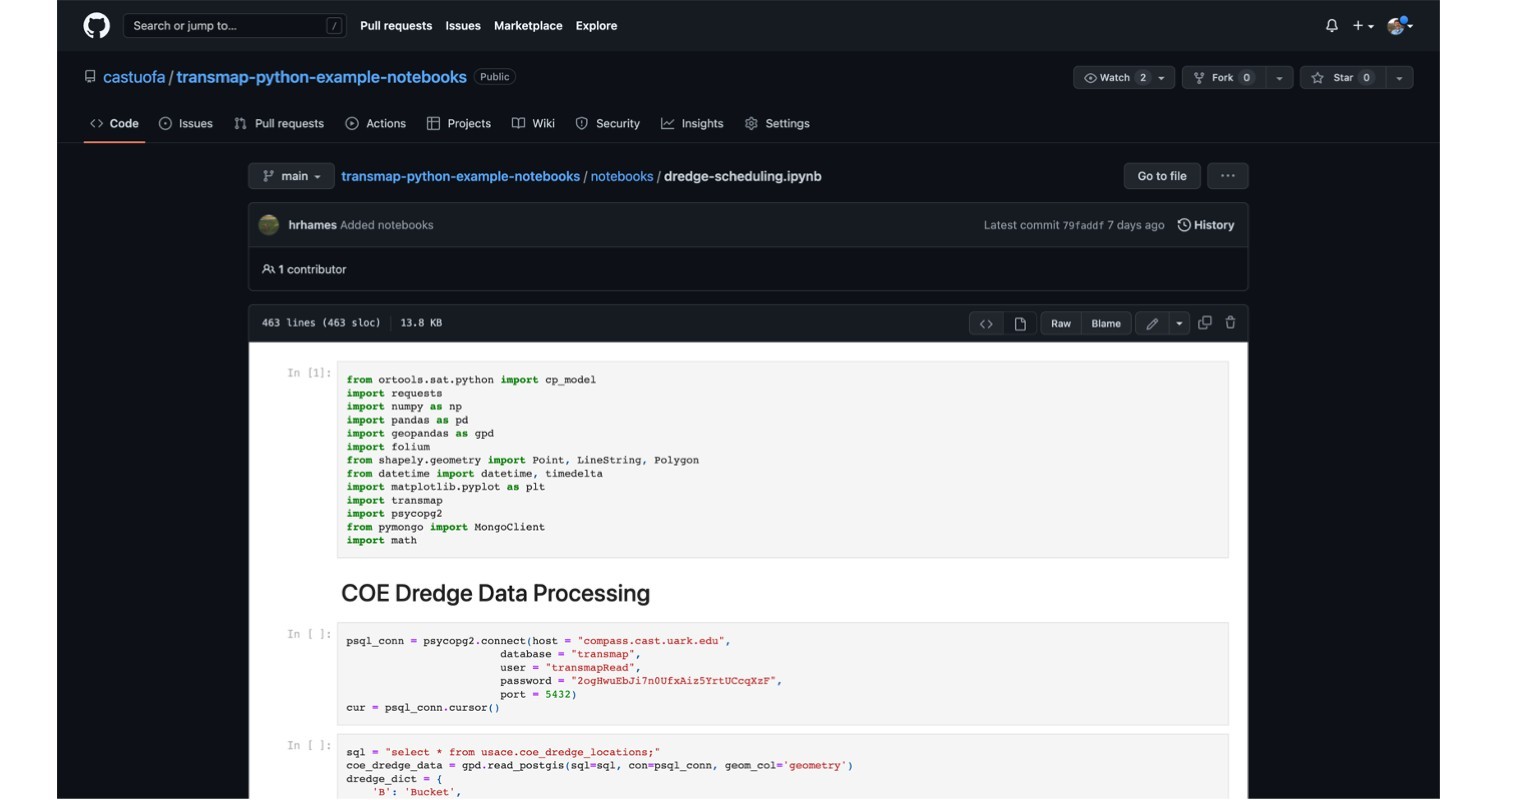 Search or jump to... /
Pull requests Issues Marketplace Explore
castuofa / transmap-python-example-notebooks Public
Watch 2 Fork 0 Star 0
Code Issues Pull requests Actions Projects Wiki Security Insights Settings
main transmap-python-example-notebooks / notebooks / dredge-scheduling.ipynb Go to file ...
hrhames Added notebooks Latest commit 79faddf 7 days ago History
1 contributor
463 lines (463 sloc) 13.8 KB <> Raw Blame
In [1]:
from ortools.sat.python import cp_model
import requests
import numpy as np
import pandas as pd
import geopandas as gpd
import folium
from shapely.geometry import Point, LineString, Polygon
from datetime import datetime, timedelta
import matplotlib.pyplot as plt
import transmap
import psycopg2
from pymongo import MongoClient
import math
COE Dredge Data Processing
In [ ]:
psql_conn = psycopg2.connect(host = "compass.cast.uark.edu",
database = "transmap",
user = "transmapRead",
password = "2ogHwuEbJi7n0UfxAiz5YrtUCcqXzF",
port = 5432)
cur = psql_conn.cursor()
In [ ]:
sql = "select * from usace.coe_dredge_locations;"
coe_dredge_data = gpd.read_postgis(sql=sql, con=psql_conn, geom_col='geometry')
dredge_dict = {
'B': 'Bucket',